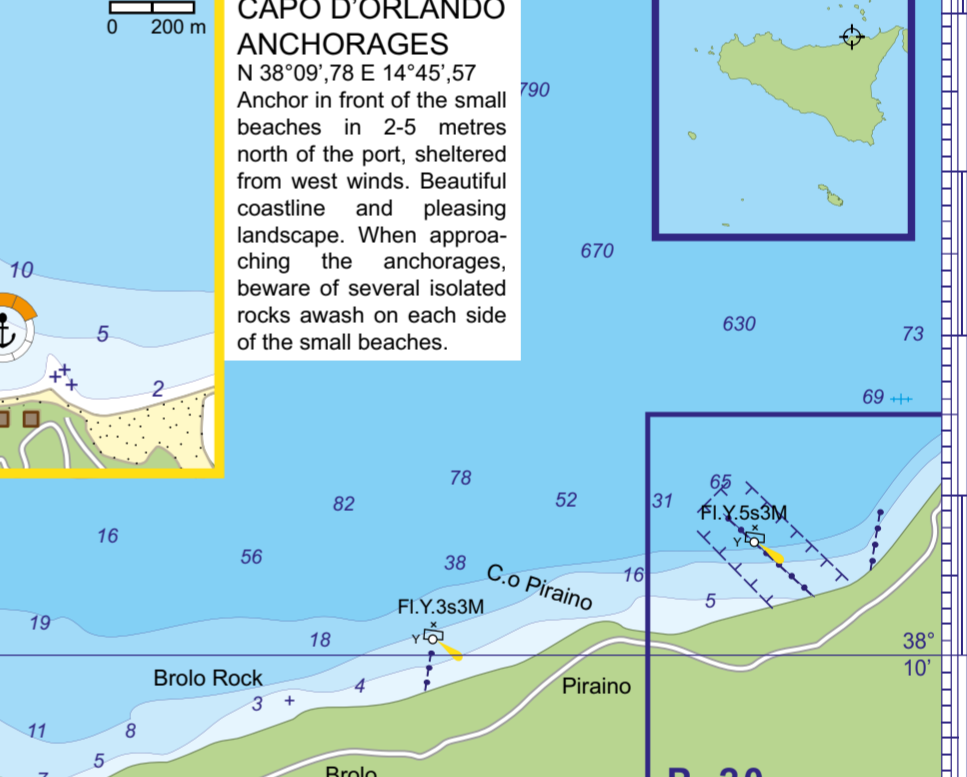 0 200 m
CAPO D'ORLANDO
ANCHORAGES
N 38°09',78 E 14°45',57
Anchor in front of the small
beaches in 2-5 metres
north of the port, sheltered
from west winds. Beautiful
coastline and pleasing
landscape. When approa-
ching the anchorages,
beware of several isolated
rocks awash on each side
of the small beaches.
790
670
630
73
69
10
5
2
65
Fl.Y.5s3M
Y
31
78
82
52
16
56
38
C.o Piraino
16
5
Fl.Y.3s3M
Y
19
18
38°
10'
Brolo Rock
Piraino
3
4
11
8
5
Brolo